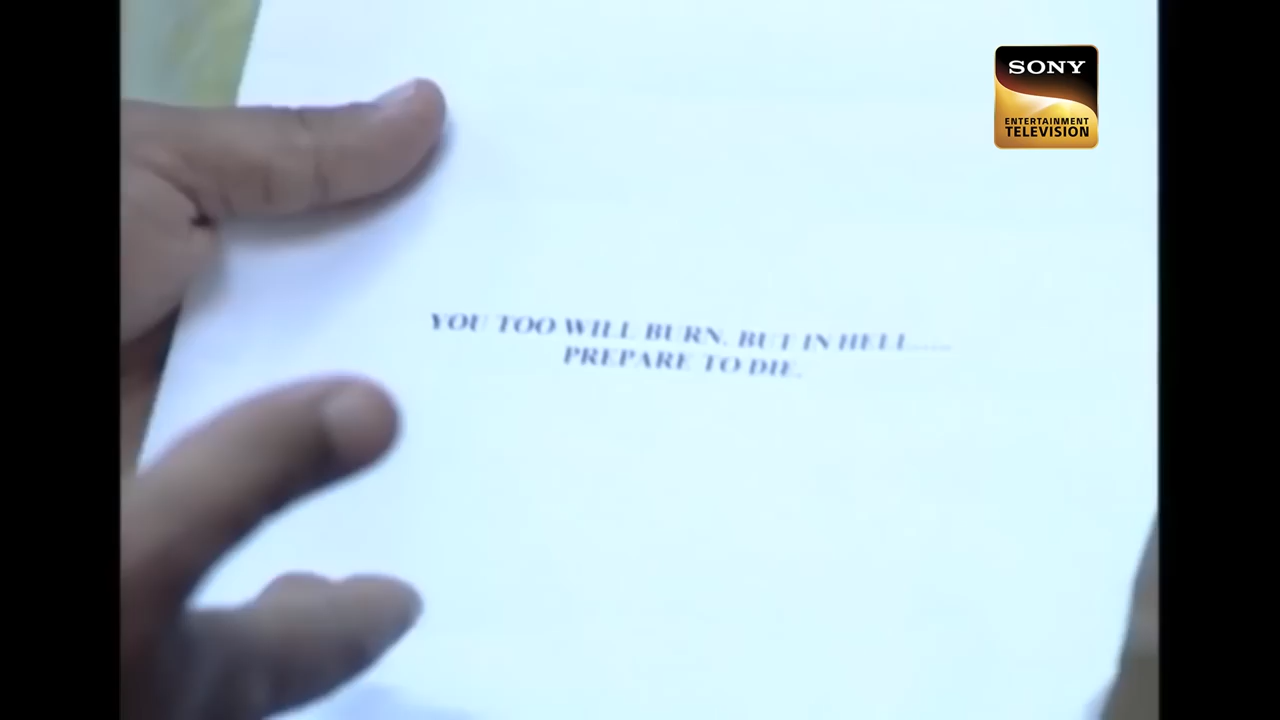 SONY
ENTERTAINMENT
TELEVISION
YOU TOO WILL BURN. BUT IN HELL......
PREPARE TO DIE.